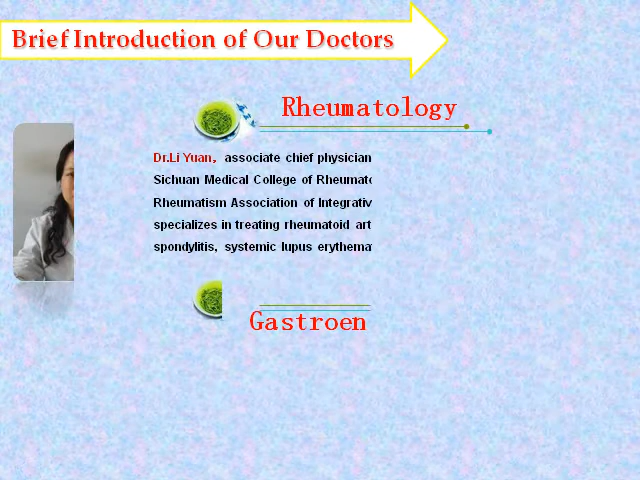 Brief Introduction of Our Doctors
Rheumatology
Dr.Li Yuan, associate chief physician
Sichuan Medical College of Rheumato
Rheumatism Association of Integrativ
specializes in treating rheumatoid art
spondylitis, systemic lupus erythemat
Gastroen